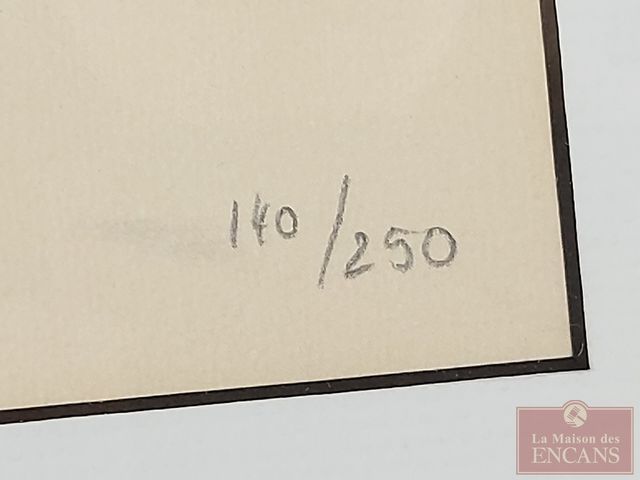 140/250
La Maison des
ENCANS